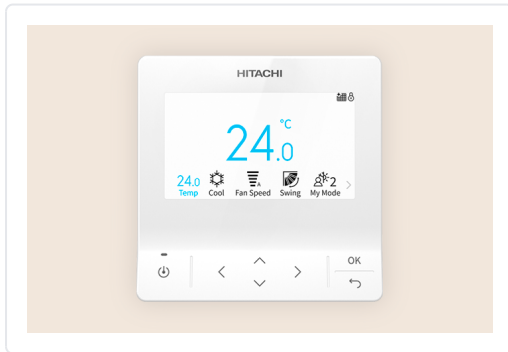 HITACHI
24.0 °C
24.0
A
2
Temp Cool Fan Speed Swing My Mode
OK